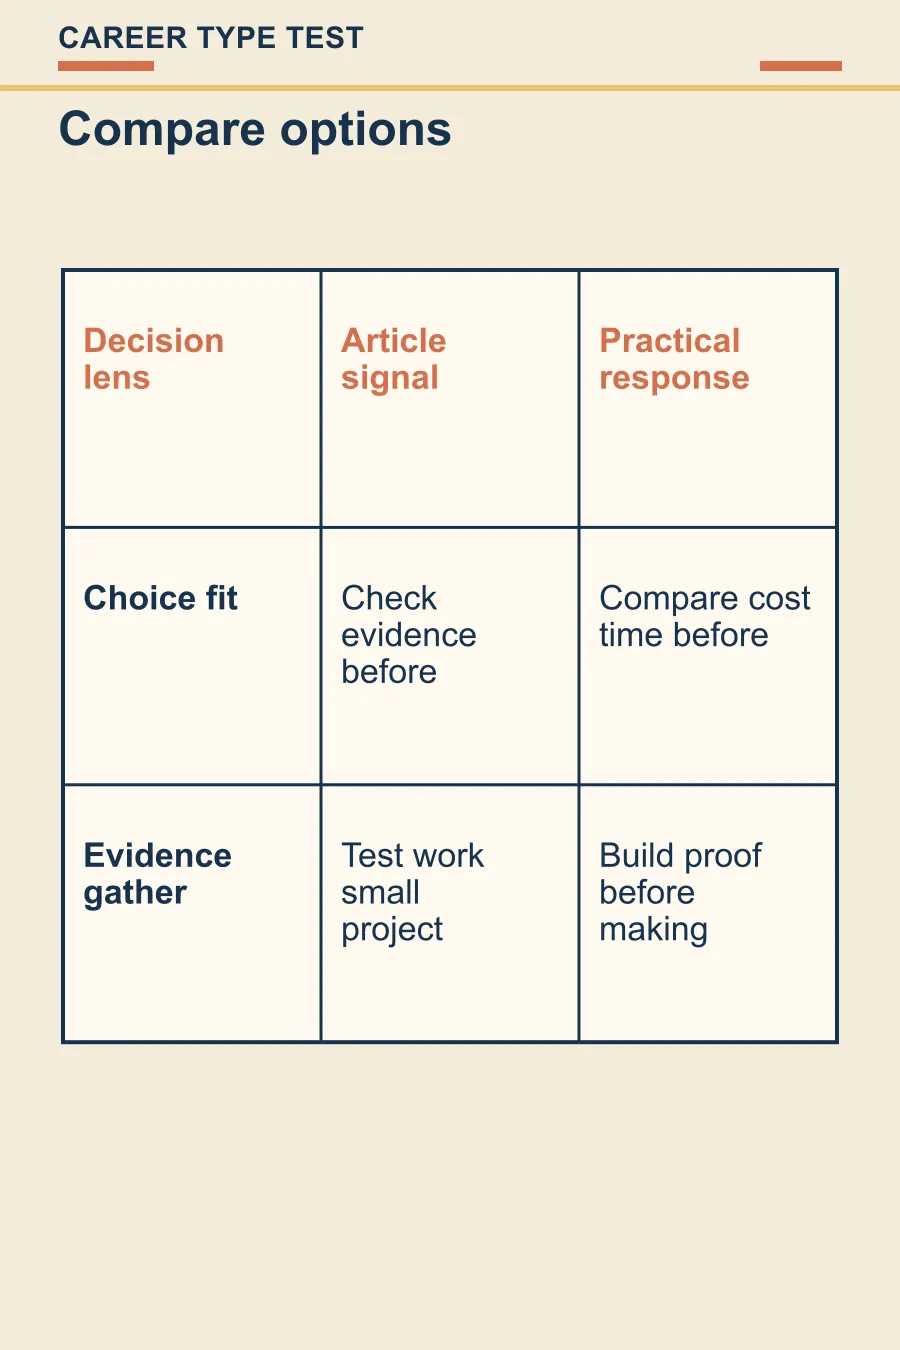 CAREER TYPE TEST
Compare options
Decision
lens
Article
signal
Practical
response
Choice fit
Check
evidence
before
Compare cost
time before
Evidence
gather
Test work
small
project
Build proof
before
making